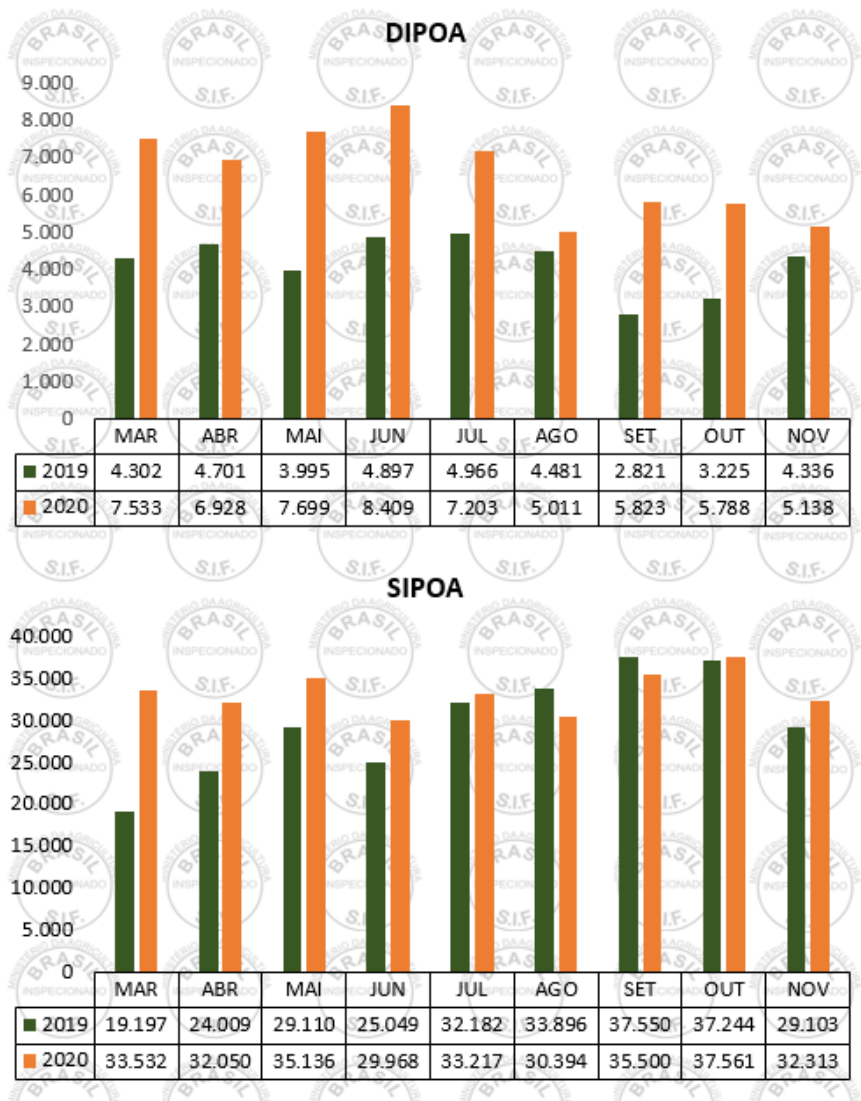 DIPOA
9.000
8.000
7.000
6.000
5.000
4.000
3.000
2.000
1.000
0
MAR ABR MAI JUN JUL AGO SET OUT NOV
2019 4.302 4.701 3.995 4.897 4.966 4.481 2.821 3.225 4.336
2020 7.533 6.928 7.699 8.409 7.203 5.011 5.823 5.788 5.138
SIPOA
40.000
35.000
30.000
25.000
20.000
15.000
10.000
5.000
0
MAR ABR MAI JUN JUL AGO SET OUT NOV
2019 19.197 24.009 29.110 25.049 32.182 33.896 37.550 37.244 29.103
2020 33.532 32.050 35.136 29.968 33.217 30.394 35.500 37.561 32.313
MINISTÉRIO DA AGRICULTURA
BRASIL
INSPECIONADO
S.I.F.